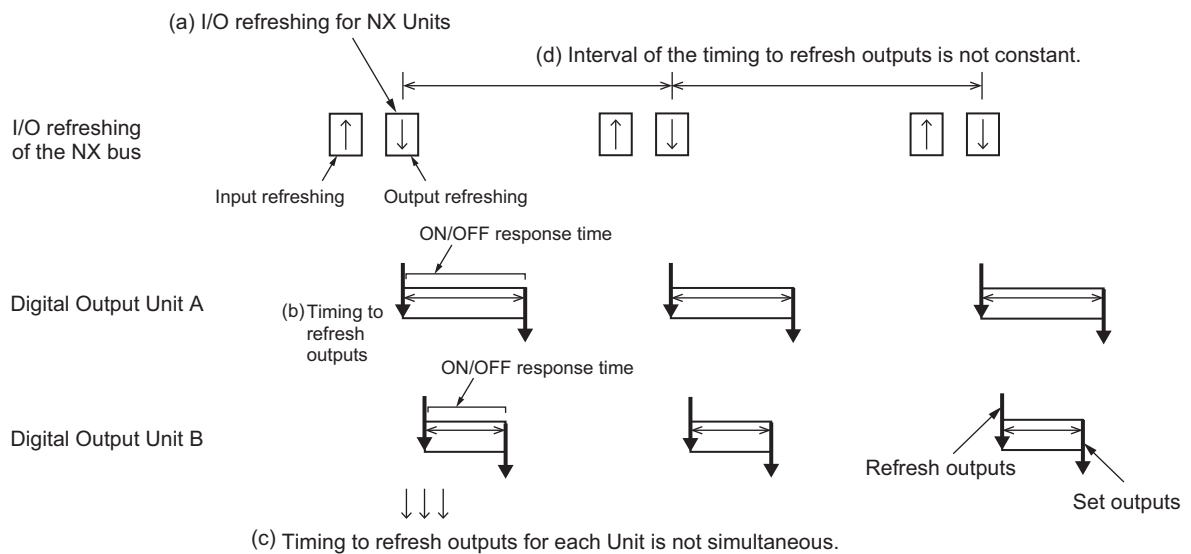 (a) I/O refreshing for NX Units
(d) Interval of the timing to refresh outputs is not constant.
I/O refreshing
of the NX bus
Input refreshing
Output refreshing
ON/OFF response time
Digital Output Unit A
(b) Timing to
refresh
outputs
ON/OFF response time
Digital Output Unit B
Refresh outputs
Set outputs
(c) Timing to refresh outputs for each Unit is not simultaneous.